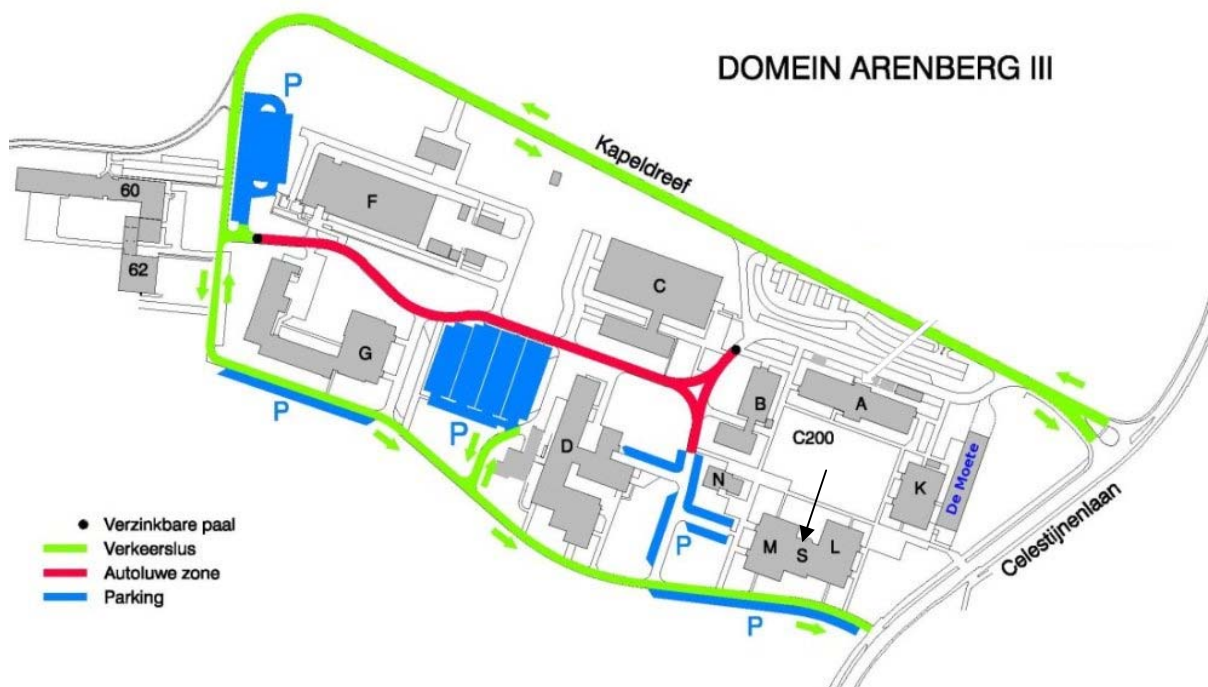 DOMEIN ARENBERG III
P
Kapeldreef
60
F
62
C
G
B
A
P
P
C200
D
N
K
De Moete
M
S
L
P
Celestijnenlaan
P
Verzinkbare paal
Verkeerslus
Autoluwe zone
Parking